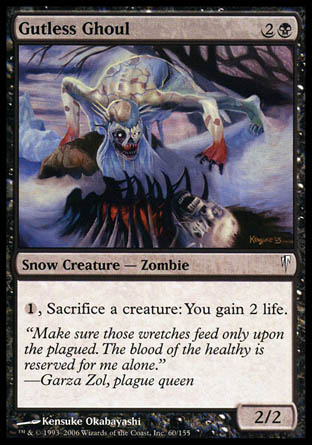 Gutless Ghoul 2
Snow Creature — Zombie
1, Sacrifice a creature: You gain 2 life.
“Make sure those wretches feed only upon
the plagued. The blood of the healthy is
reserved for me alone.”
—Garza Zol, plague queen
Kensuke Okabayashi
2/2
™ & © 1993–2006 Wizards of the Coast, Inc. 60/155